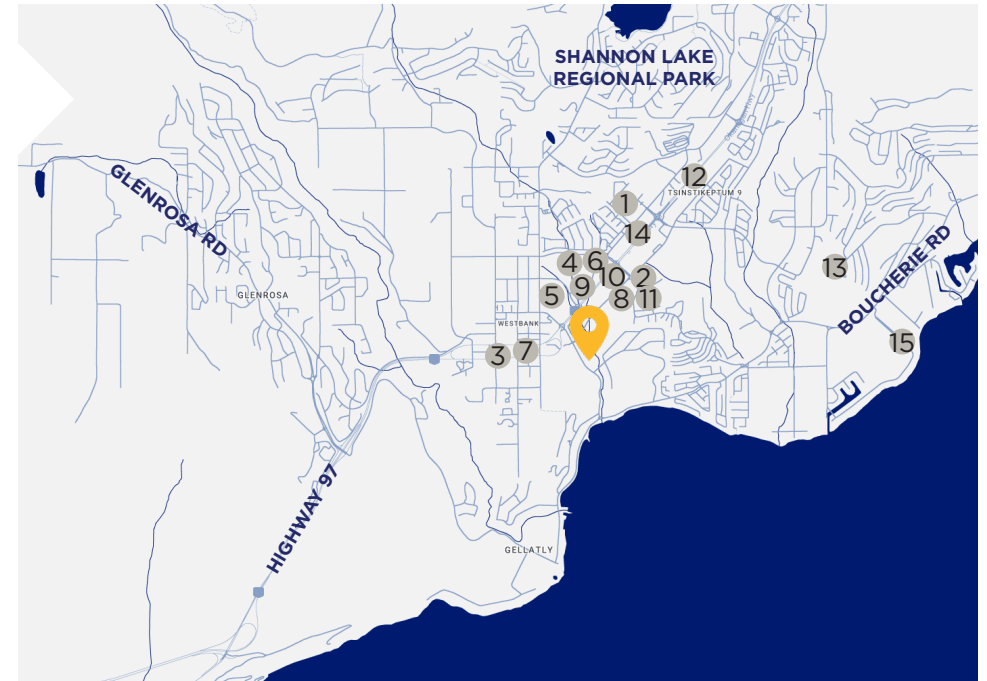 SHANNON LAKE
REGIONAL PARK
12
TSINSTIKEPTUM 9
GLENROSA RD
1
14
BOUCHERIE RD
4
6
13
10
2
9
5
8
11
GLENROSA
WESTBANK
15
3
7
HIGHWAY 97
GELLATLY